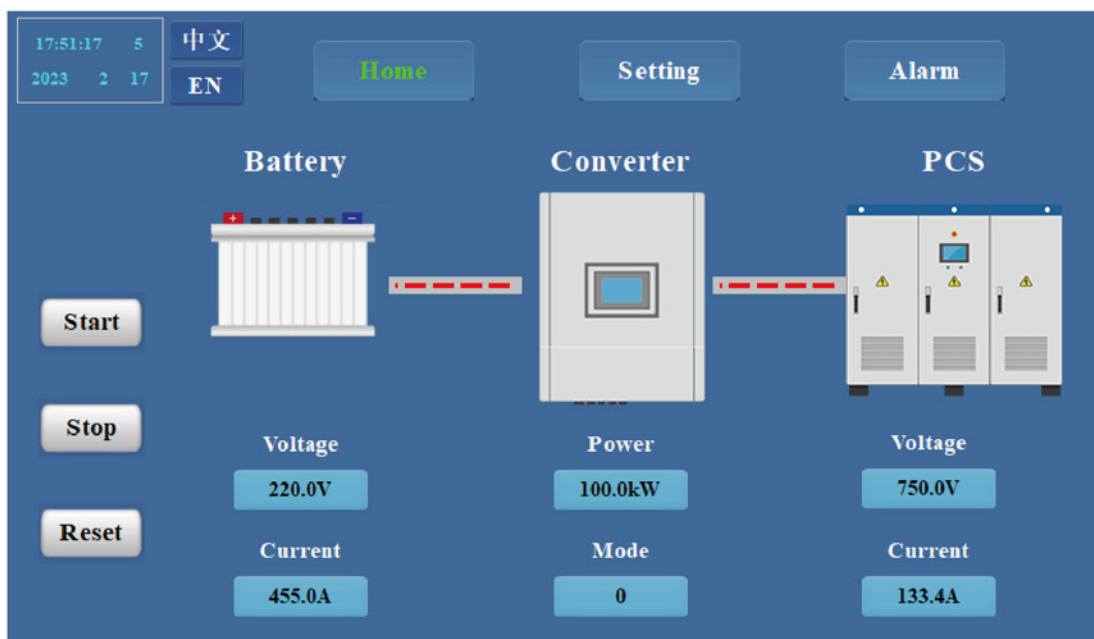 17:51:17 5
2023 2 17
中文
EN
Home
Setting
Alarm
Battery
Converter
PCS
+
−
Start
Stop
Reset
Voltage
220.0V
Current
455.0A
Power
100.0kW
Mode
0
Voltage
750.0V
Current
133.4A